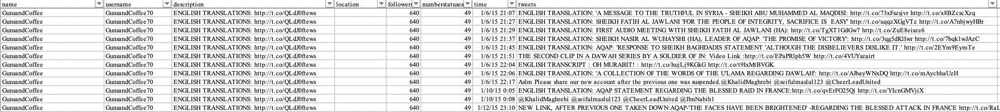 name username description location followers numberstatuses time tweets
GunsandCoffee GunsandCoffee70 ENGLISH TRANSLATIONS: http://t.co/QLdJ0ftews 640 49 1/6/15 21:07 ENGLISH TRANSLATION: 'A MESSAGE TO THE TRUTHFUL IN SYRIA - SHEIKH ABU MUHAMMED AL MAQDISI: http://t.co/73xFszsjvr http://t.co/x8BZcscXzq
GunsandCoffee GunsandCoffee70 ENGLISH TRANSLATIONS: http://t.co/QLdJ0ftews 640 49 1/6/15 21:27 ENGLISH TRANSLATION: SHEIKH FATIH AL JAWLANI 'FOR THE PEOPLE OF INTEGRITY, SACRIFICE IS EASY' http://t.co/uqqzXGgVTz http://t.co/A7nbjwyHBr
GunsandCoffee GunsandCoffee70 ENGLISH TRANSLATIONS: http://t.co/QLdJ0ftews 640 49 1/6/15 21:29 ENGLISH TRANSLATION: FIRST AUDIO MEETING WITH SHEIKH FATIH AL JAWLANI (HA): http://t.co/TgXT1GdGw7 http://t.co/ZuE8eisze6
GunsandCoffee GunsandCoffee70 ENGLISH TRANSLATIONS: http://t.co/QLdJ0ftews 640 49 1/6/15 21:37 ENGLISH TRANSLATION: SHEIKH NASIR AL WUHAYSHI (HA), LEADER OF AQAP: 'THE PROMISE OF VICTORY': http://t.co/3qg5dKlIwr http://t.co/7bqk1wJAzC
GunsandCoffee GunsandCoffee70 ENGLISH TRANSLATIONS: http://t.co/QLdJ0ftews 640 49 1/6/15 21:45 ENGLISH TRANSLATION: AQAP: 'RESPONSE TO SHEIKH BAGHDADIS STATEMENT 'ALTHOUGH THE DISBELIEVERS DISLIKE IT.' http://t.co/2EYm9EymTe
GunsandCoffee GunsandCoffee70 ENGLISH TRANSLATIONS: http://t.co/QLdJ0ftews 640 49 1/6/15 21:51 THE SECOND CLIP IN A DA'WAH SERIES BY A SOLDIER OF JN: Video Link :http://t.co/EPaPRlph5W http://t.co/4VUYszairt
GunsandCoffee GunsandCoffee70 ENGLISH TRANSLATIONS: http://t.co/QLdJ0ftews 640 49 1/6/15 22:04 ENGLISH TRANSCRIPT : OH MURABIT! : http://t.co/hujLj9KGkG http://t.co/t9IxMtBVGK
GunsandCoffee GunsandCoffee70 ENGLISH TRANSLATIONS: http://t.co/QLdJ0ftews 640 49 1/6/15 22:06 ENGLISH TRANSLATION: 'A COLLECTION OF THE WORDS OF THE U'LAMA REGARDING DAWLAH': http://t.co/AJbayWNxDQ http://t.co/mAycbhaUzH
GunsandCoffee GunsandCoffee70 ENGLISH TRANSLATIONS: http://t.co/QLdJ0ftews 640 49 1/6/15 22:17 Aslm Please share our new account after the previous one was suspended.@KhalidMaghrebi @seifulmaslul123 @CheerLeadUnited
GunsandCoffee GunsandCoffee70 ENGLISH TRANSLATIONS: http://t.co/QLdJ0ftews 640 49 1/10/15 0:05 ENGLISH TRANSLATION: AQAP STATEMENT REGARDING THE BLESSED RAID IN FRANCE:http://t.co/qvErFO25Qj http://t.co/YIcnGMVjiX
GunsandCoffee GunsandCoffee70 ENGLISH TRANSLATIONS: http://t.co/QLdJ0ftews 640 49 1/10/15 0:08 @KhalidMaghrebi @seifulmaslul123 @CheerLeadUnited @IbnNabih1
GunsandCoffee GunsandCoffee70 ENGLISH TRANSLATIONS: http://t.co/QLdJ0ftews 640 49 1/12/15 23:10 NEW LINK, AFTER PREVIOUS ONE TAKEN DOWN:AQAP-'THE FACES HAVE BEEN BRIGHTENED' -REGARDING THE BLESSED ATTACK IN FRANCE